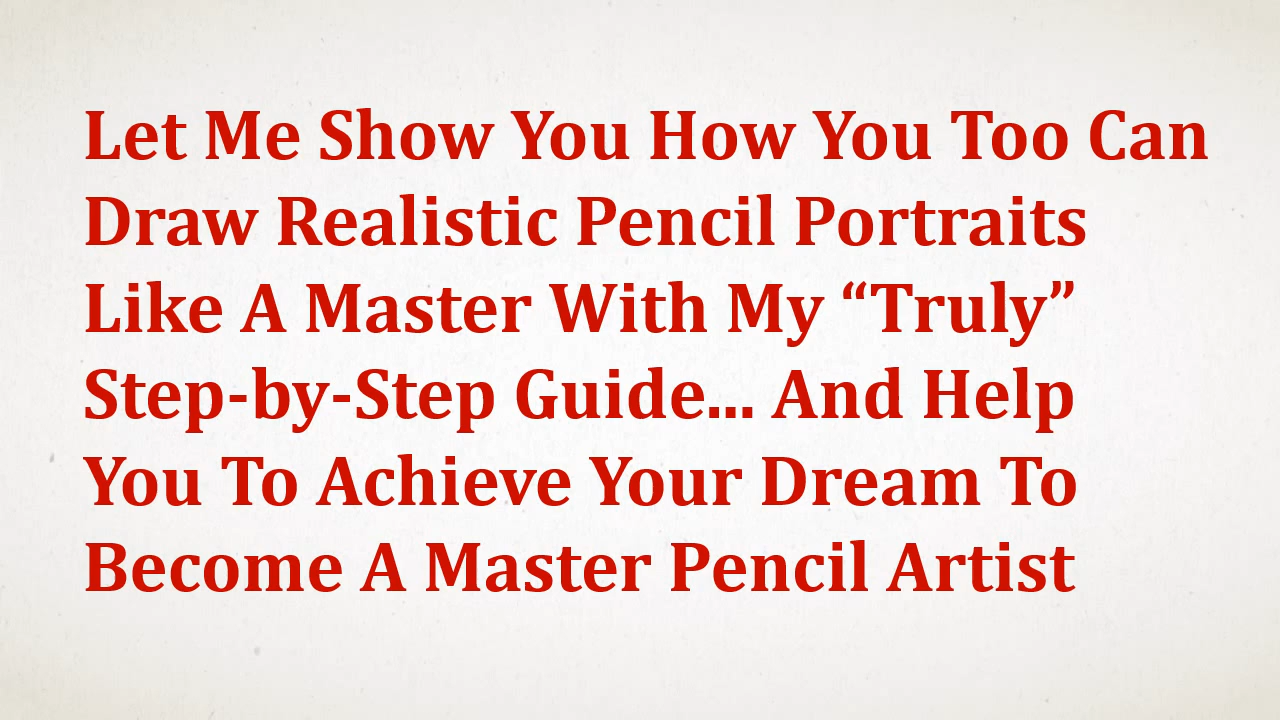 Let Me Show You How You Too Can
Draw Realistic Pencil Portraits
Like A Master With My “Truly”
Step-by-Step Guide... And Help
You To Achieve Your Dream To
Become A Master Pencil Artist